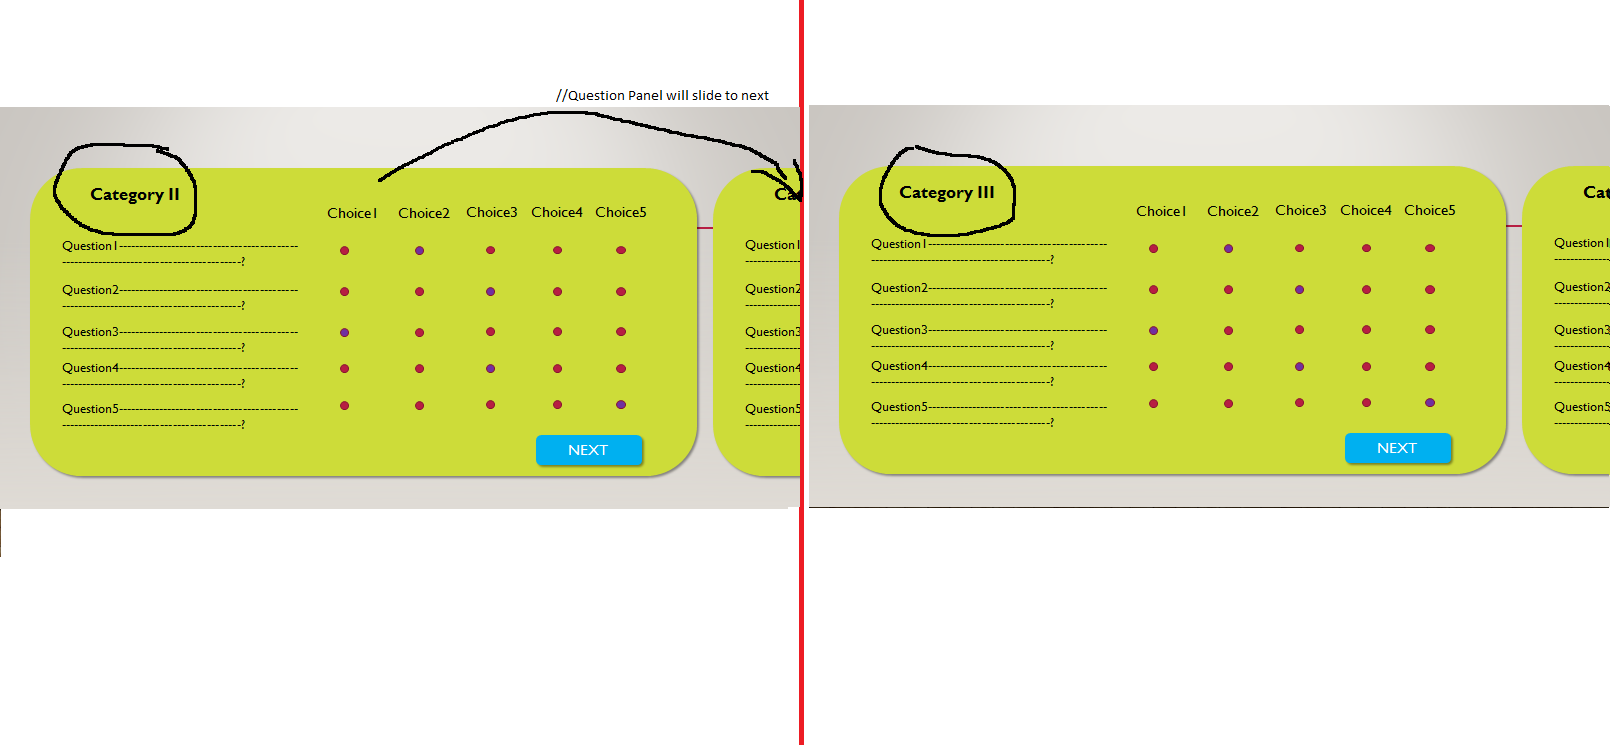 //Question Panel will slide to next
Category II
Choice1 Choice2 Choice3 Choice4 Choice5
Question1---------------------------------------------
---------------------------------------------?
Question2---------------------------------------------
---------------------------------------------?
Question3---------------------------------------------
---------------------------------------------?
Question4---------------------------------------------
---------------------------------------------?
Question5---------------------------------------------
---------------------------------------------?
NEXT
Ca
Question1
-------------
Question2
-------------
Question3
-------------
Question4
-------------
Question5
-------------
Category III
Choice1 Choice2 Choice3 Choice4 Choice5
Question1---------------------------------------------
---------------------------------------------?
Question2---------------------------------------------
---------------------------------------------?
Question3---------------------------------------------
---------------------------------------------?
Question4---------------------------------------------
---------------------------------------------?
Question5---------------------------------------------
---------------------------------------------?
NEXT
Cat
Question1
-------------
Question2
-------------
Question3
-------------
Question4
-------------
Question5
-------------